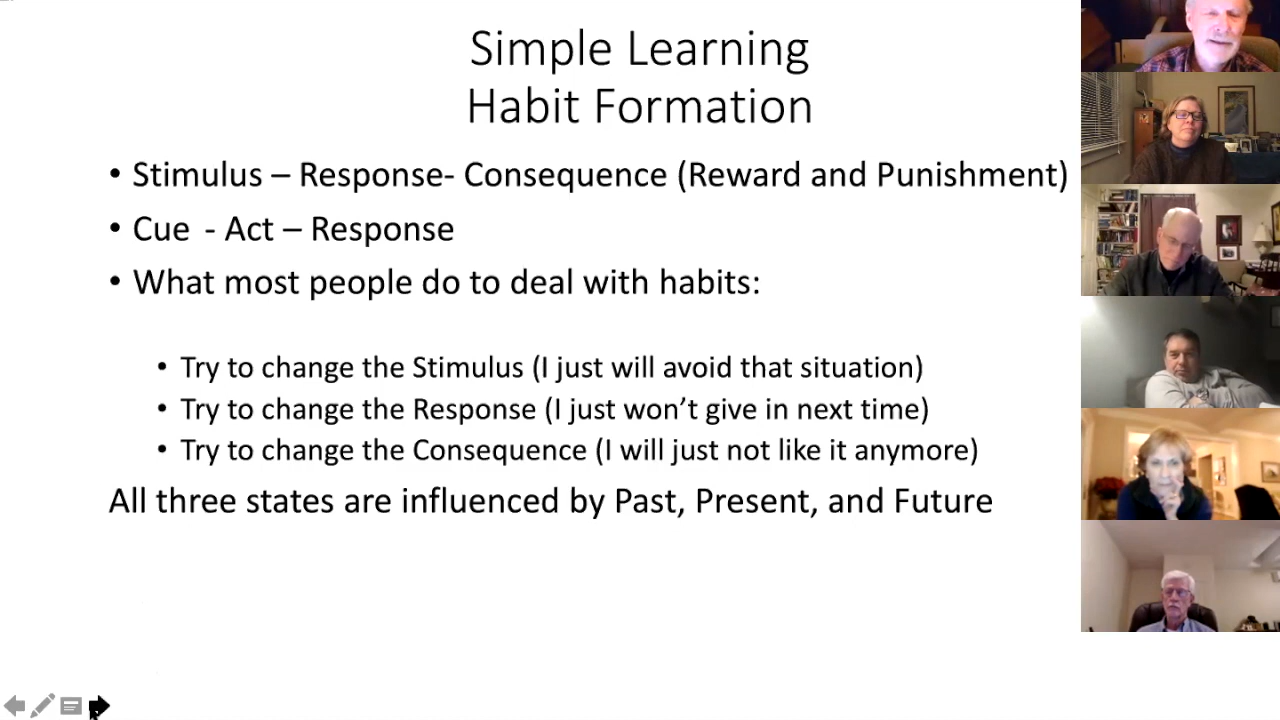 Simple Learning
Habit Formation
• Stimulus – Response- Consequence (Reward and Punishment)
• Cue - Act – Response
• What most people do to deal with habits:
• Try to change the Stimulus (I just will avoid that situation)
• Try to change the Response (I just won’t give in next time)
• Try to change the Consequence (I will just not like it anymore)
All three states are influenced by Past, Present, and Future